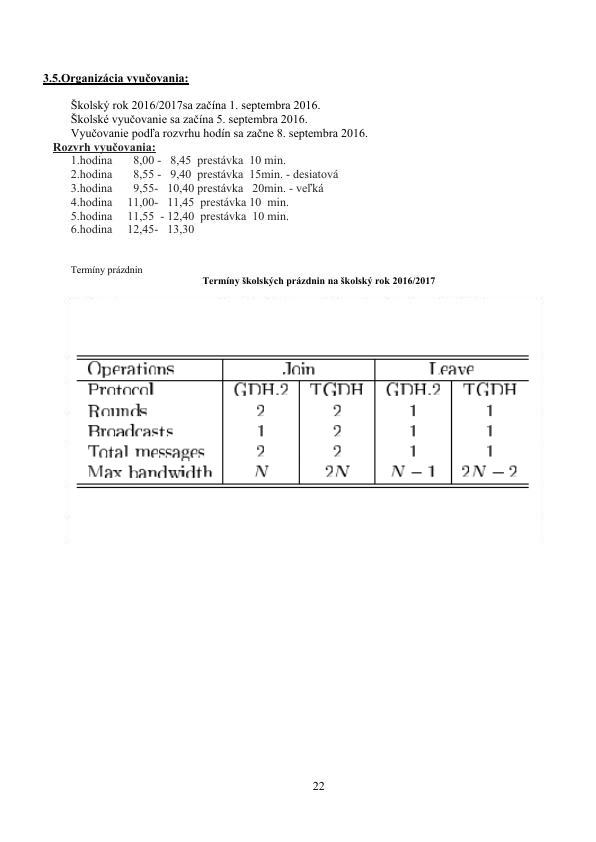 3.5.Organizácia vyučovania:
Školský rok 2016/2017sa začína 1. septembra 2016.
Školské vyučovanie sa začína 5. septembra 2016.
Vyučovanie podľa rozvrhu hodín sa začne 8. septembra 2016.
Rozvrh vyučovania:
1.hodina 8,00 - 8,45 prestávka 10 min.
2.hodina 8,55 - 9,40 prestávka 15min. - desiatová
3.hodina 9,55- 10,40 prestávka 20min. - veľká
4.hodina 11,00- 11,45 prestávka 10 min.
5.hodina 11,55 - 12,40 prestávka 10 min.
6.hodina 12,45- 13,30
Termíny prázdnin
Termíny školských prázdnin na školský rok 2016/2017
Operations Join Leave
Protocol GDH.2 TGDH GDH.2 TGDH
Rounds 2 2 1 1
Broadcasts 1 2 1 1
Total messages 2 2 1 1
Max bandwidth N 2N N − 1 2N − 2
22